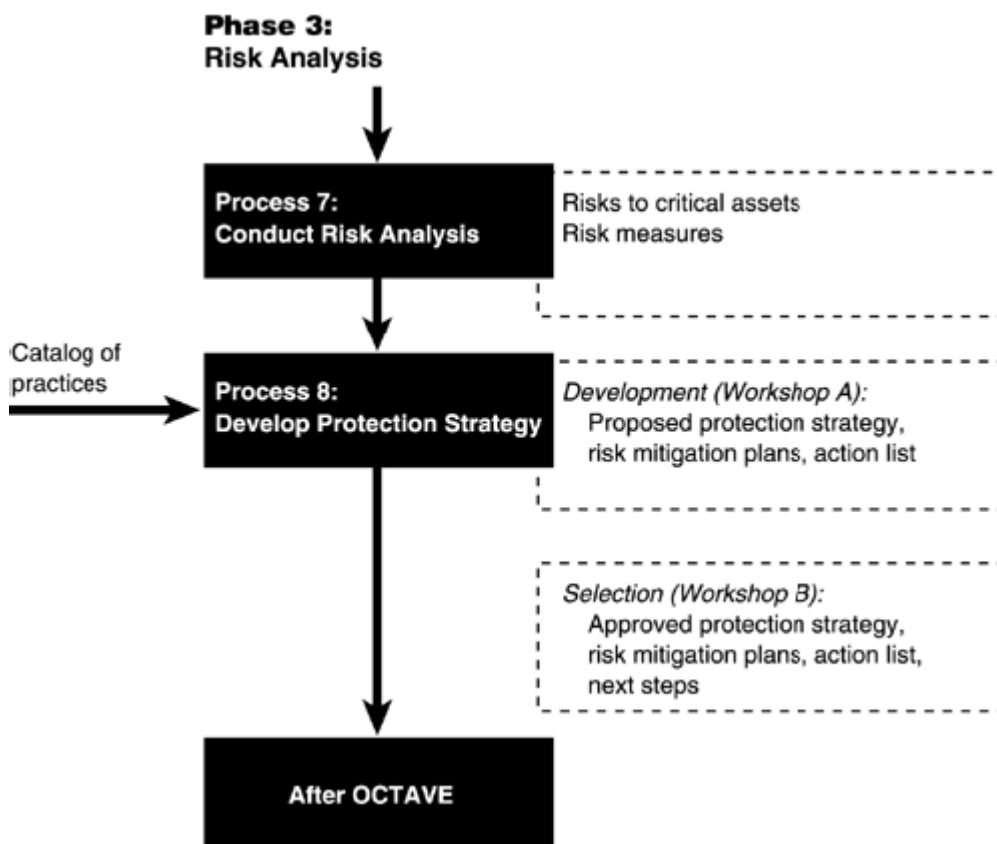 Phase 3:
Risk Analysis
Process 7:
Conduct Risk Analysis
Risks to critical assets
Risk measures
Catalog of
practices
Process 8:
Develop Protection Strategy
Development (Workshop A):
Proposed protection strategy,
risk mitigation plans, action list
Selection (Workshop B):
Approved protection strategy,
risk mitigation plans, action list,
next steps
After OCTAVE